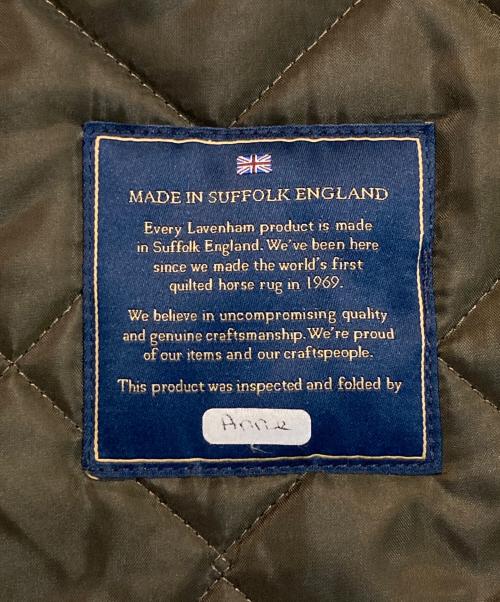 MADE IN SUFFOLK ENGLAND
Every Lavenham product is made
in Suffolk England. We've been here
since we made the world's first
quilted horse rug in 1969.
We believe in uncompromising quality
and genuine craftsmanship. We're proud
of our items and our craftspeople.
This product was inspected and folded by
Annie